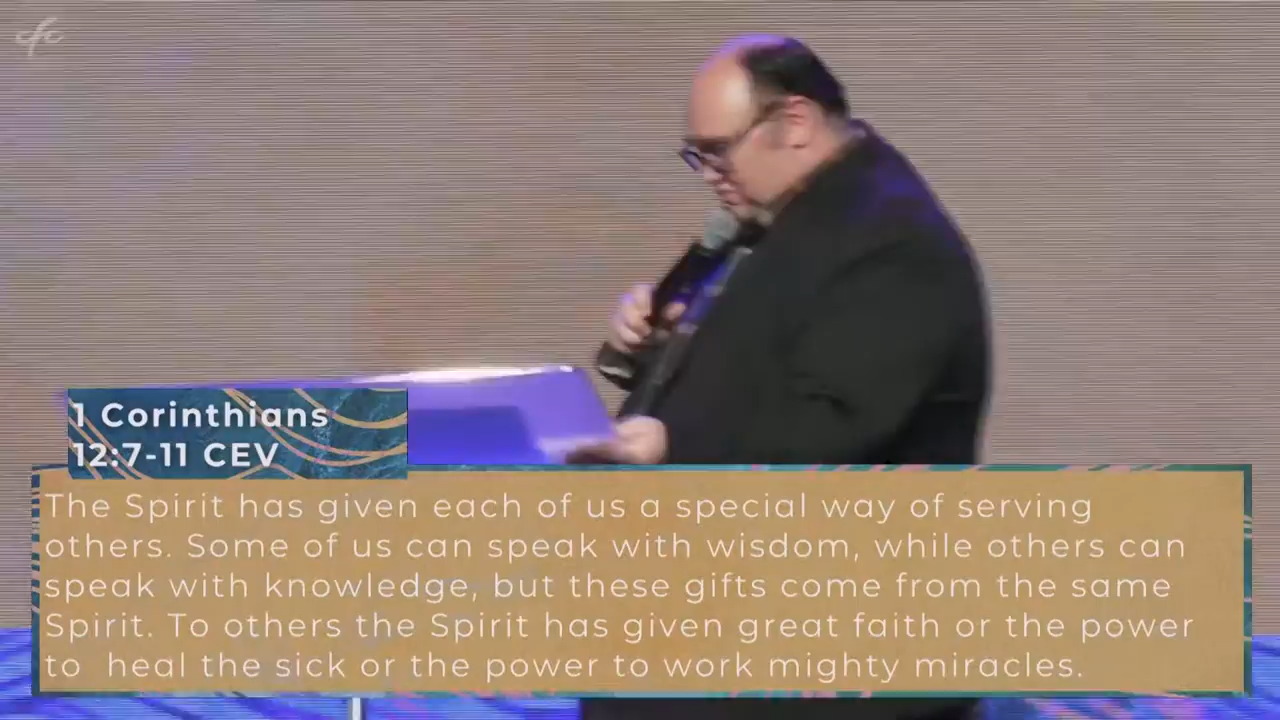 cfc
1 Corinthians
12:7-11 CEV
The Spirit has given each of us a special way of serving
others. Some of us can speak with wisdom, while others can
speak with knowledge, but these gifts come from the same
Spirit. To others the Spirit has given great faith or the power
to  heal the sick or the power to work mighty miracles.